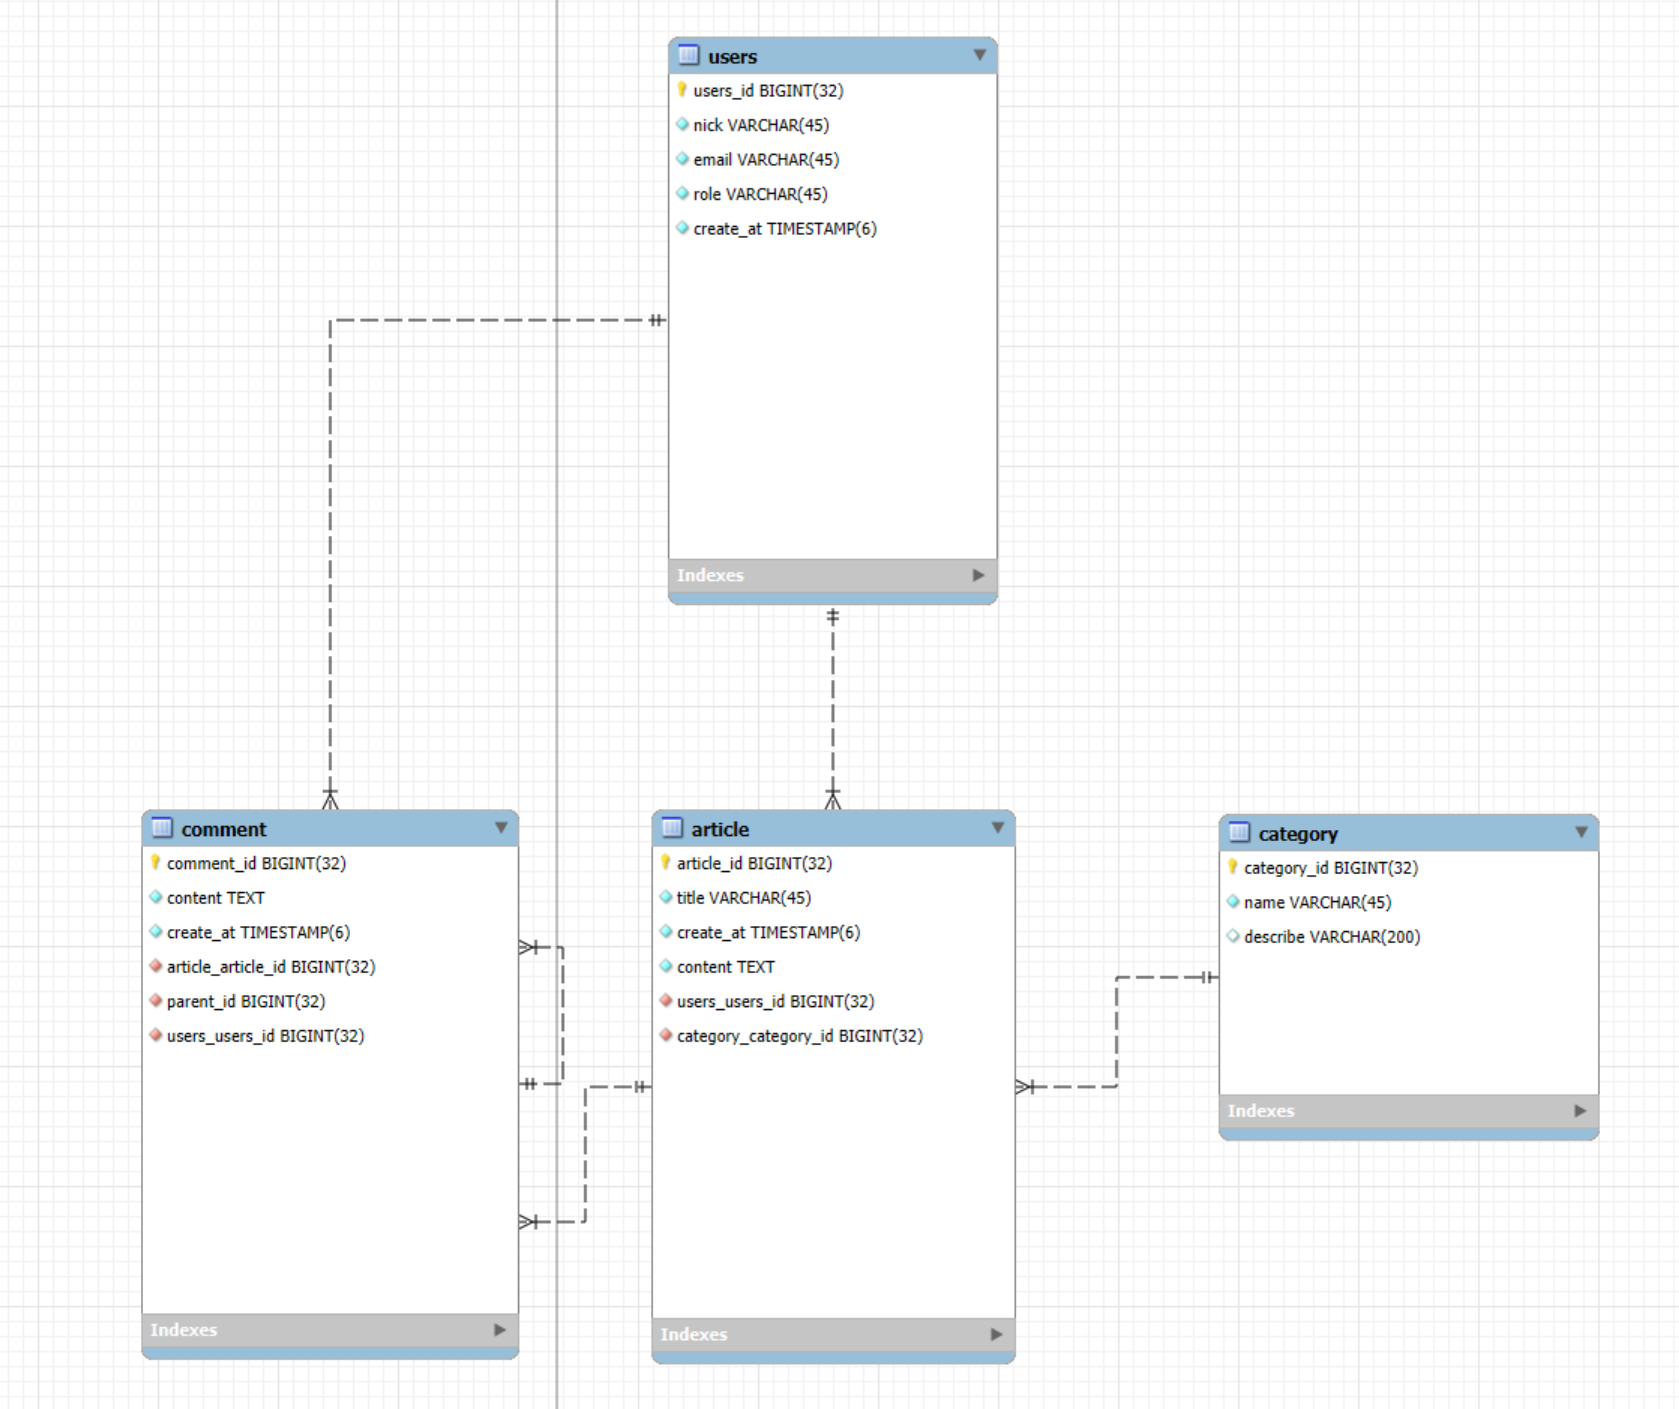 users
users_id BIGINT(32)
nick VARCHAR(45)
email VARCHAR(45)
role VARCHAR(45)
create_at TIMESTAMP(6)
Indexes
comment
comment_id BIGINT(32)
content TEXT
create_at TIMESTAMP(6)
article_article_id BIGINT(32)
parent_id BIGINT(32)
users_users_id BIGINT(32)
Indexes
article
article_id BIGINT(32)
title VARCHAR(45)
create_at TIMESTAMP(6)
content TEXT
users_users_id BIGINT(32)
category_category_id BIGINT(32)
Indexes
category
category_id BIGINT(32)
name VARCHAR(45)
describe VARCHAR(200)
Indexes